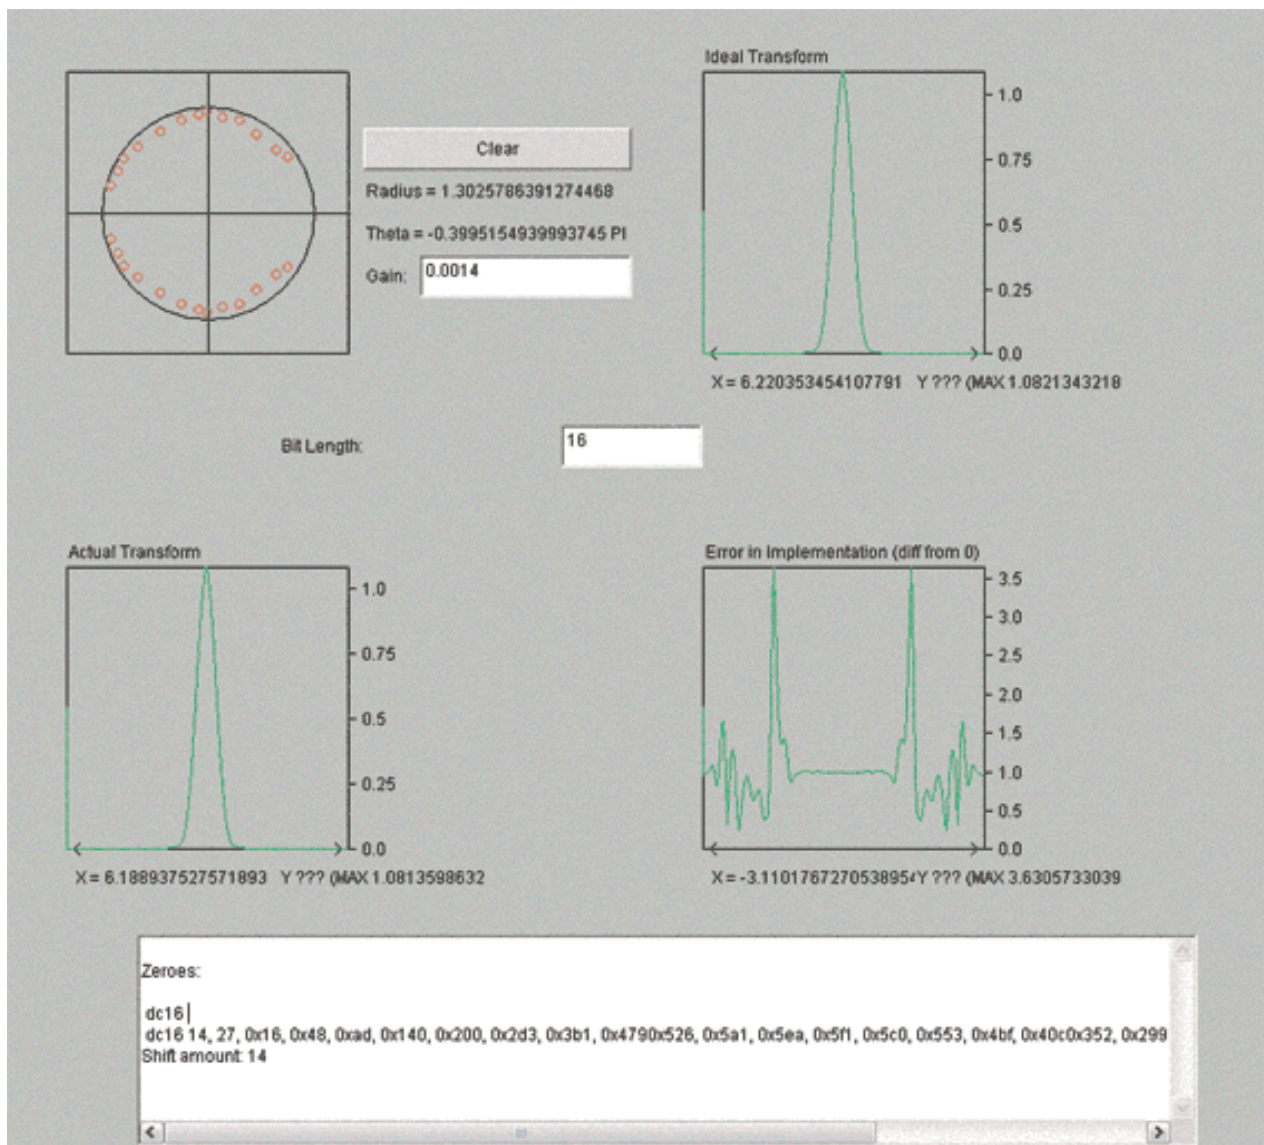 Ideal Transform
1.0
0.75
0.5
0.25
0.0
X = 6.220353454107791 Y ??? (MAX 1.0821343218
Clear
Radius = 1.3025786391274468
Theta = -0.3995154939993745 PI
Gain: 0.0014
Bit Length: 16
Actual Transform
1.0
0.75
0.5
0.25
0.0
X = 6.188937527571893 Y ??? (MAX 1.0813598632
Error in Implementation (diff from 0)
3.5
3.0
2.5
2.0
1.5
1.0
0.5
0.0
X = -3.1101767270538954Y ??? (MAX 3.6305733039
Zeroes:
dc16
dc16 14, 27, 0x16, 0x48, 0xad, 0x140, 0x200, 0x2d3, 0x3b1, 0x4790x526, 0x5a1, 0x5ea, 0x5f1, 0x5c0, 0x553, 0x4bf, 0x40c0x352, 0x299
Shift amount: 14